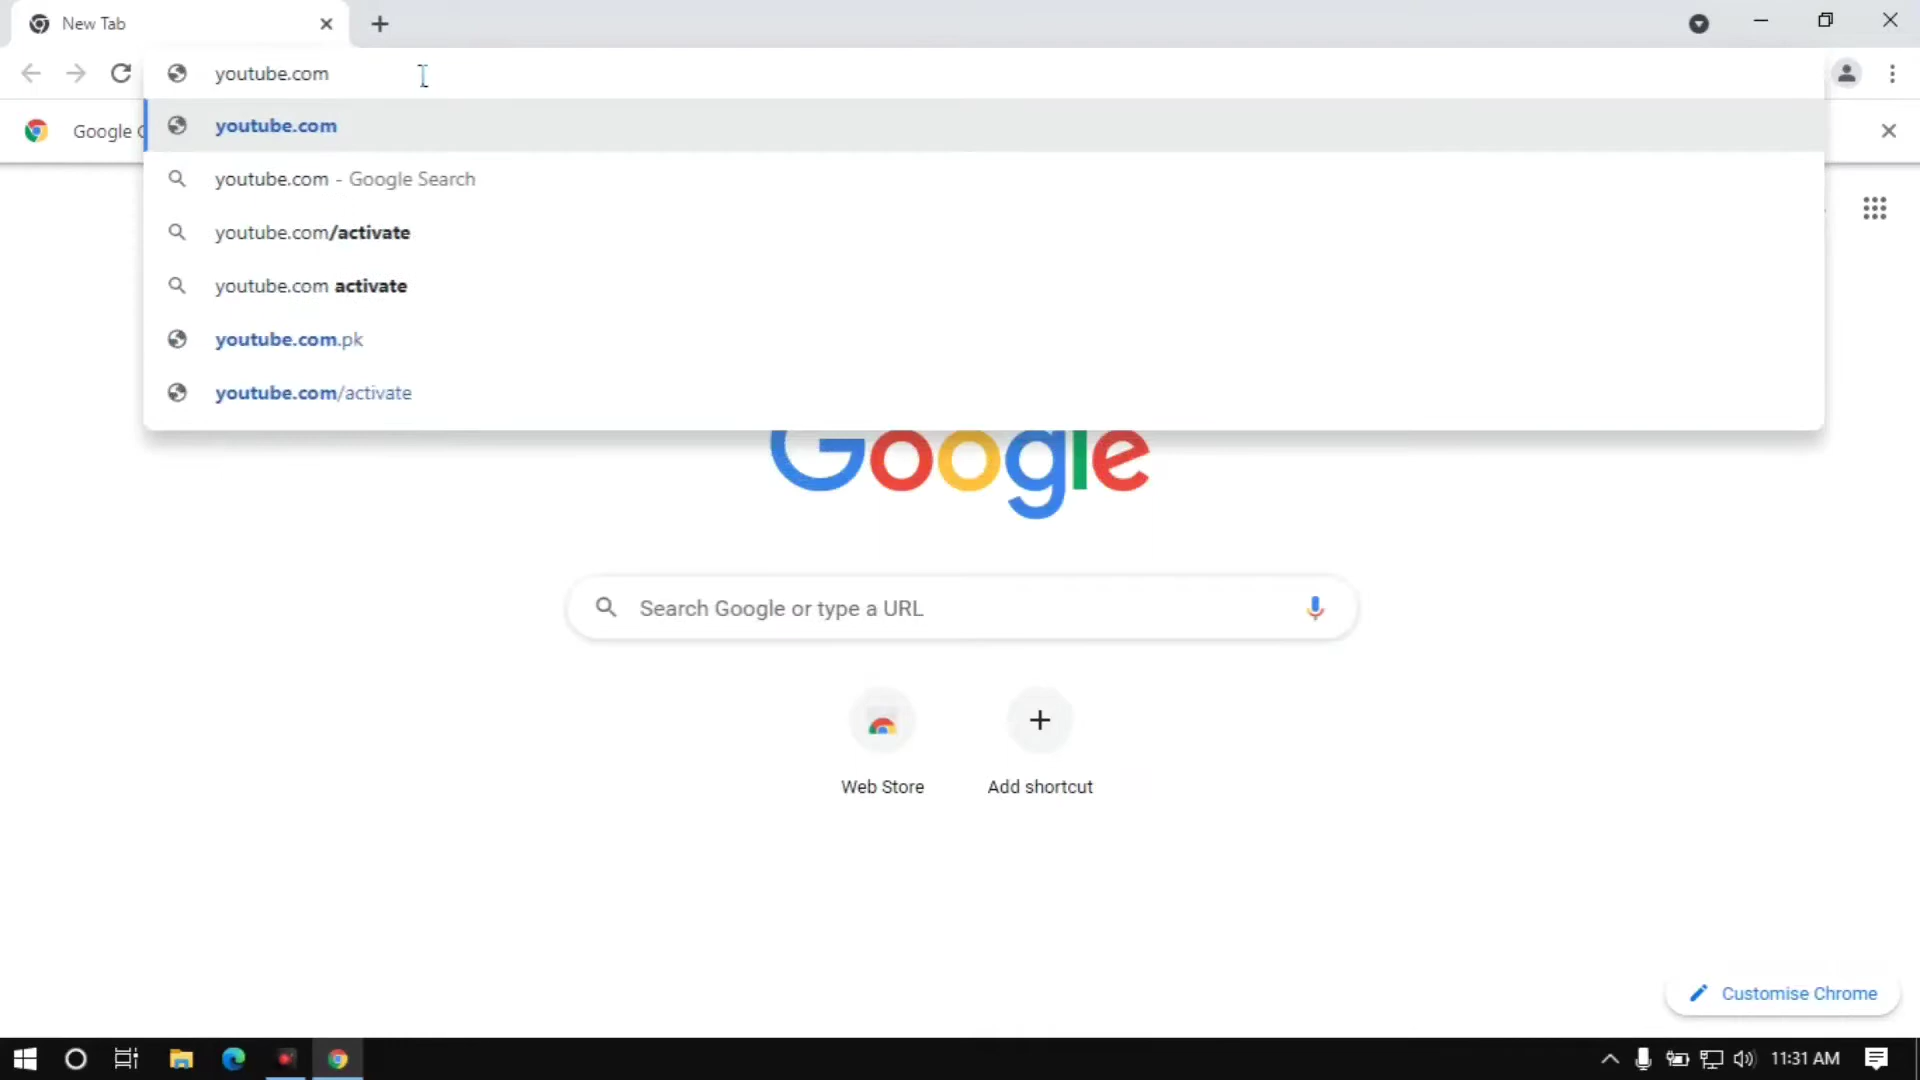 New Tab
youtube.com
Google
youtube.com
youtube.com - Google Search
youtube.com/activate
youtube.com activate
youtube.com.pk
youtube.com/activate
Google
Search Google or type a URL
Web Store
Add shortcut
Customise Chrome
11:31 AM